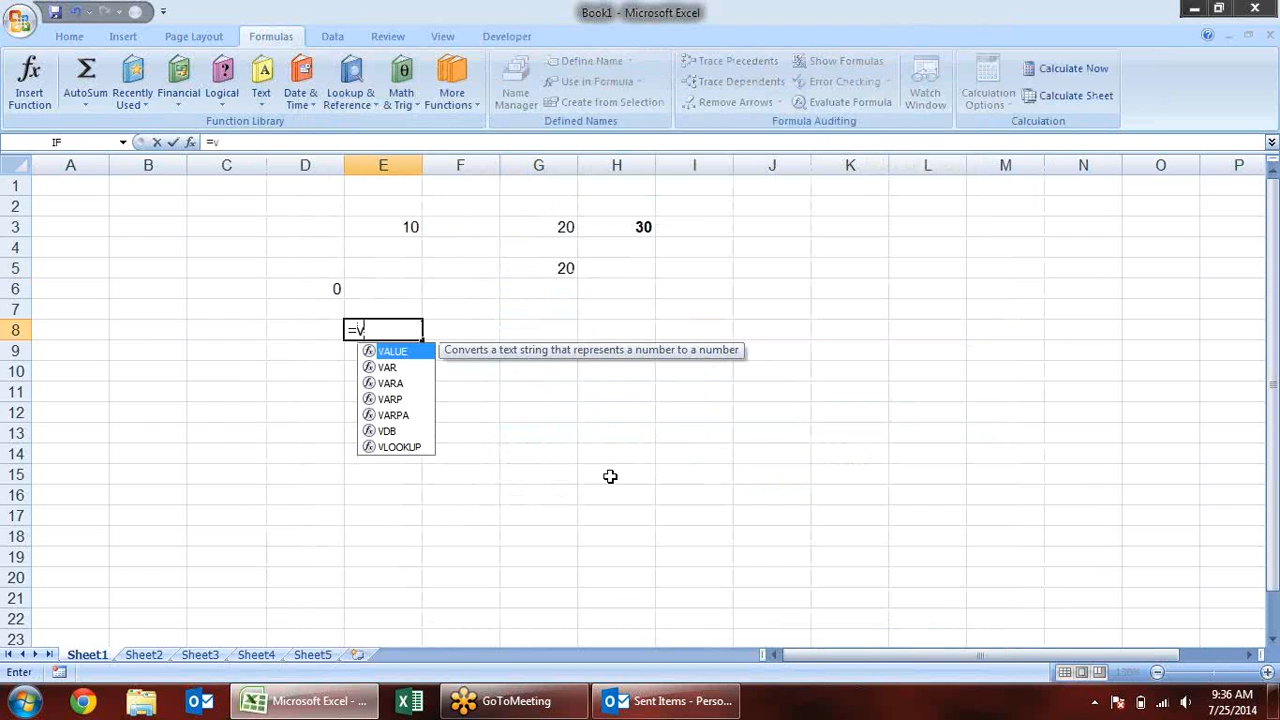 Book1 - Microsoft Excel
Home Insert Page Layout Formulas Data Review View Developer
fx Insert Function
Σ AutoSum
Recently Used
Financial
Logical
? 
A Text
Date & Time
Lookup & Reference
θ Math & Trig
More Functions
Function Library
Name Manager
Define Name
Use in Formula
Create from Selection
Defined Names
Trace Precedents
Trace Dependents
Remove Arrows
Show Formulas
Error Checking
Evaluate Formula
Formula Auditing
Watch Window
Calculation Options
Calculate Now
Calculate Sheet
Calculation
IF fx =v
A B C D E F G H I J K L M N O P
1
2
3 10 20 30
4
5 20
6 0
7
8 =v
9
10
11
12
13
14
15
16
17
18
19
20
21
22
23
VALUE Converts a text string that represents a number to a number
VAR
VARA
VARP
VARPA
VDB
VLOOKUP
Sheet1 Sheet2 Sheet3 Sheet4 Sheet5
Enter
Microsoft Excel - ... GoToMeeting Sent Items - Perso...
9:36 AM
7/25/2014